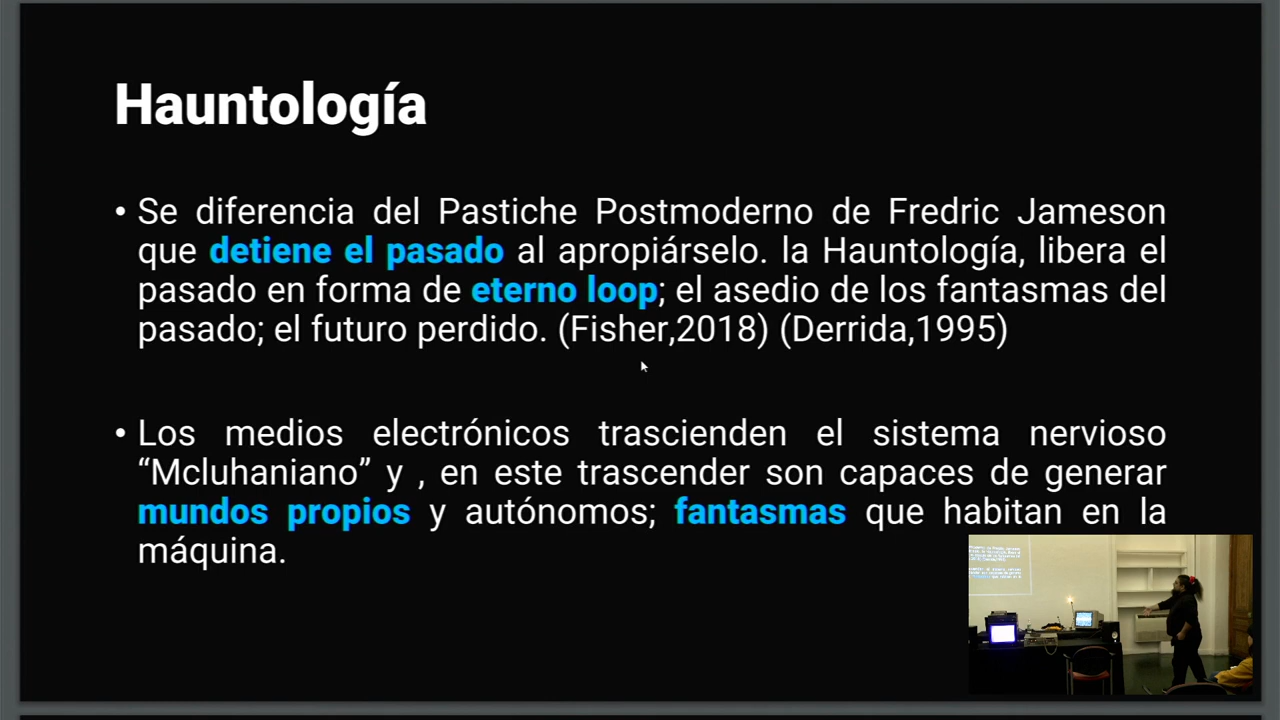 Hauntología
• Se diferencia del Pastiche Postmoderno de Fredric Jameson
que detiene el pasado al apropiárselo. la Hauntología, libera el
pasado en forma de eterno loop; el asedio de los fantasmas del
pasado; el futuro perdido. (Fisher,2018) (Derrida,1995)
• Los medios electrónicos trascienden el sistema nervioso
“Mcluhaniano” y , en este trascender son capaces de generar
mundos propios y autónomos; fantasmas que habitan en la
máquina.